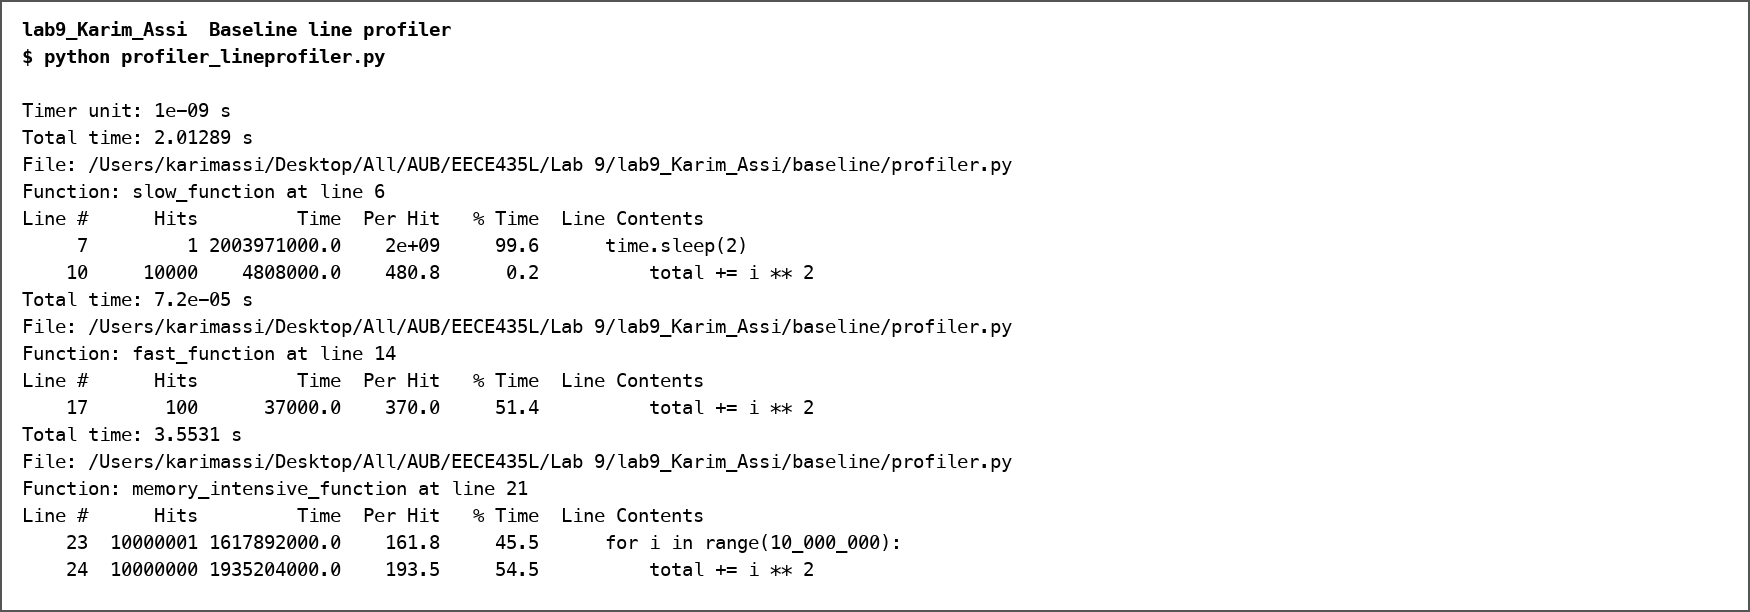 lab9_Karim_Assi  Baseline line profiler
$ python profiler_lineprofiler.py
Timer unit: 1e-09 s
Total time: 2.01289 s
File: /Users/karimassi/Desktop/All/AUB/EECE435L/Lab 9/lab9_Karim_Assi/baseline/profiler.py
Function: slow_function at line 6
Line #      Hits         Time  Per Hit   % Time  Line Contents
     7         1 2003971000.0    2e+09     99.6      time.sleep(2)
    10     10000    4808000.0    480.8      0.2          total += i ** 2
Total time: 7.2e-05 s
File: /Users/karimassi/Desktop/All/AUB/EECE435L/Lab 9/lab9_Karim_Assi/baseline/profiler.py
Function: fast_function at line 14
Line #      Hits         Time  Per Hit   % Time  Line Contents
    17       100      37000.0    370.0     51.4          total += i ** 2
Total time: 3.5531 s
File: /Users/karimassi/Desktop/All/AUB/EECE435L/Lab 9/lab9_Karim_Assi/baseline/profiler.py
Function: memory_intensive_function at line 21
Line #      Hits         Time  Per Hit   % Time  Line Contents
    23  10000001 1617892000.0    161.8     45.5      for i in range(10_000_000):
    24  10000000 1935204000.0    193.5     54.5          total += i ** 2